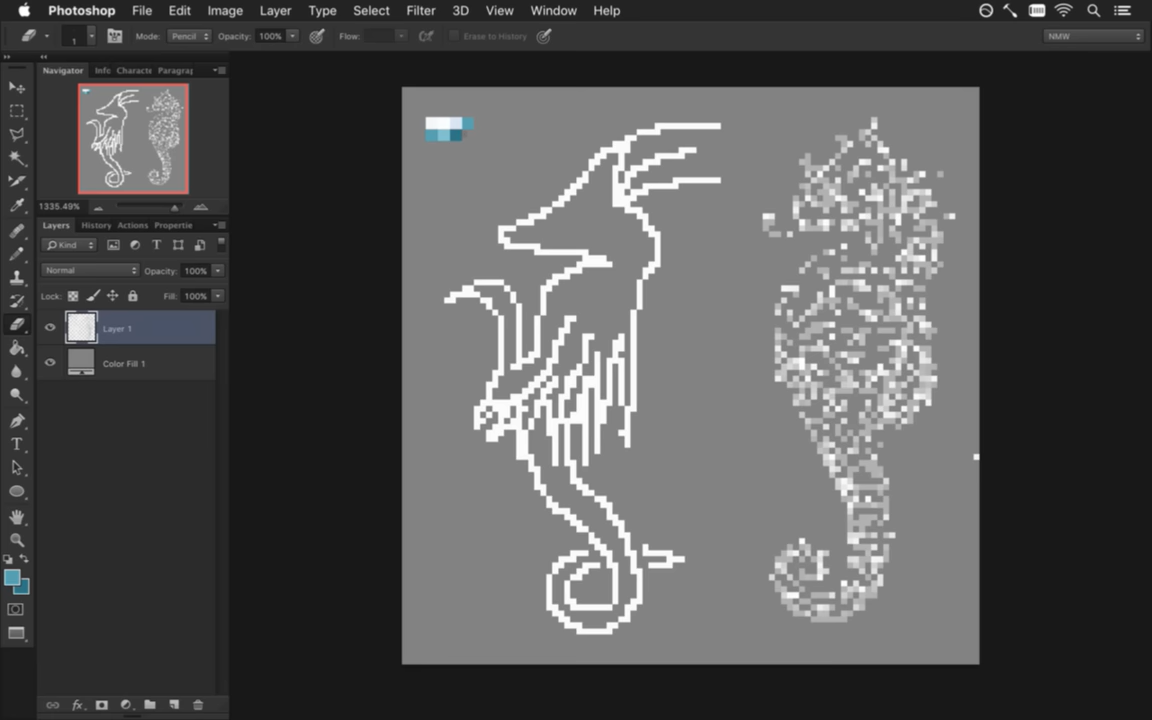 Photoshop File Edit Image Layer Type Select Filter 3D View Window Help
1 Mode: Pencil Opacity: 100% Flow: Erase to History NMW
Navigator Info Characte Paragrap
1335.49%
Layers History Actions Propertie
Kind
Normal Opacity: 100%
Lock: Fill: 100%
Layer 1
Color Fill 1